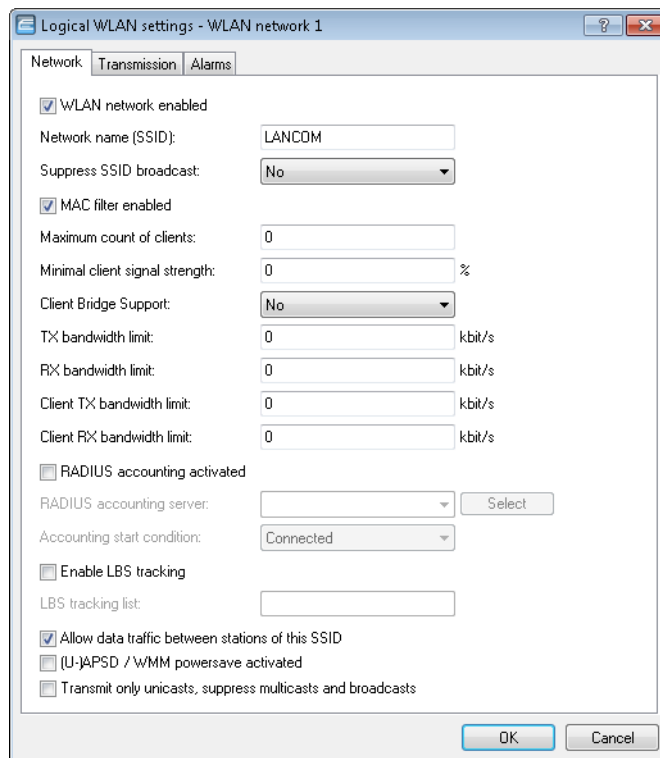 Logical WLAN settings - WLAN network 1
Network Transmission Alarms
WLAN network enabled
Network name (SSID): LANCOM
Suppress SSID broadcast: No
MAC filter enabled
Maximum count of clients: 0
Minimal client signal strength: 0 %
Client Bridge Support: No
TX bandwidth limit: 0 kbit/s
RX bandwidth limit: 0 kbit/s
Client TX bandwidth limit: 0 kbit/s
Client RX bandwidth limit: 0 kbit/s
RADIUS accounting activated
RADIUS accounting server: Select
Accounting start condition: Connected
Enable LBS tracking
LBS tracking list:
Allow data traffic between stations of this SSID
(U-)APSD / WMM powersave activated
Transmit only unicasts, suppress multicasts and broadcasts
OK Cancel